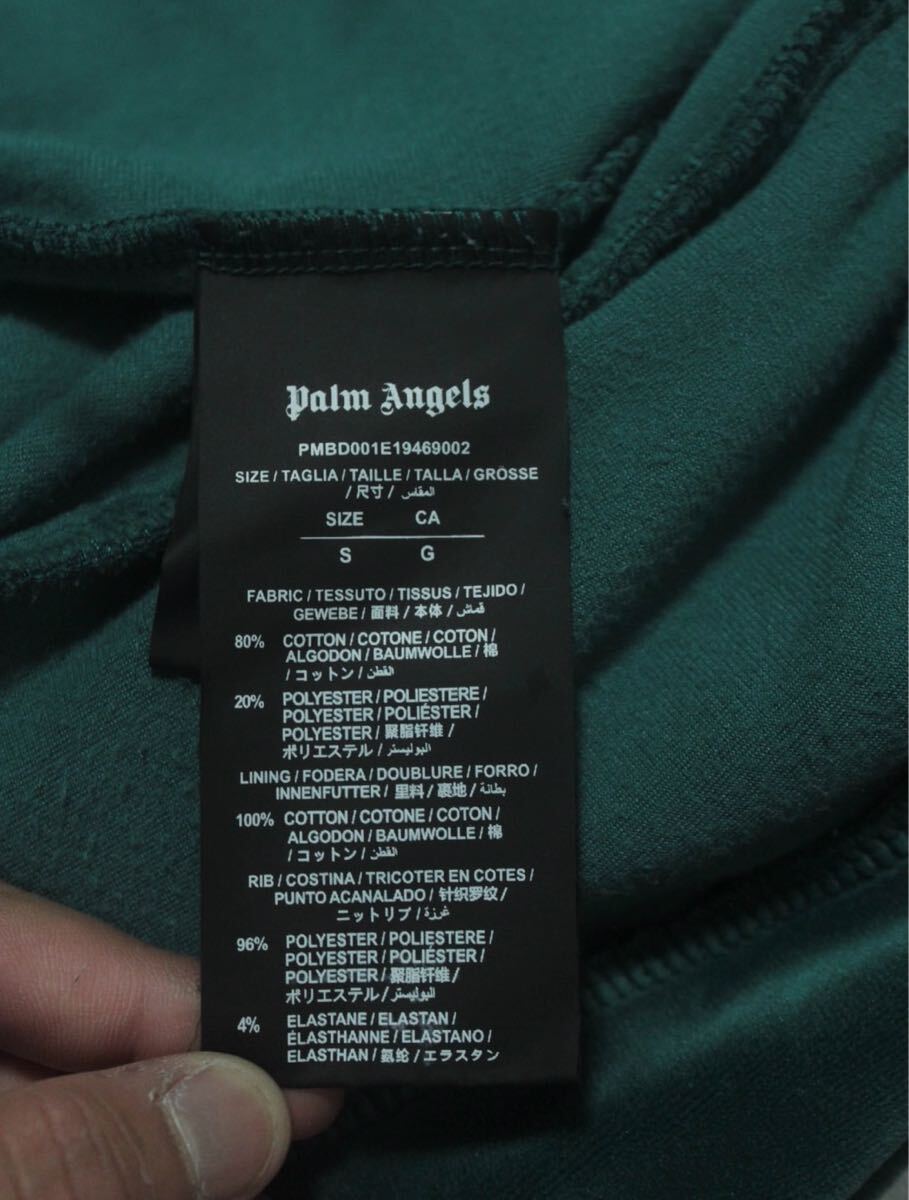 Palm Angels
PMBD001E19469002
SIZE / TAGLIA / TAILLE / TALLA / GRÖSSE
/ 尺寸 / المقاس
SIZE CA
S G
FABRIC / TESSUTO / TISSUS / TEJIDO /
GEWEBE / 面料 / 本体 / قماش
80% COTTON / COTONE / COTON /
ALGODON / BAUMWOLLE / 棉
/ コットン / القطن
20% POLYESTER / POLIESTERE /
POLYESTER / POLIÉSTER /
POLYESTER / 聚脂钎维 /
ポリエステル / البوليستر
LINING / FODERA / DOUBLURE / FORRO /
INNENFUTTER / 里料 / 裏地 / بطانة
100% COTTON / COTONE / COTON /
ALGODON / BAUMWOLLE / 棉
/ コットン / القطن
RIB / COSTINA / TRICOTER EN COTES /
PUNTO ACANALADO / 针织罗纹 /
ニットリブ / غرزة
96% POLYESTER / POLIESTERE /
POLYESTER / POLIÉSTER /
POLYESTER / 聚脂钎维 /
ポリエステル / البوليستر
4% ELASTANE / ELASTAN /
ÉLASTHANNE / ELASTANO /
ELASTHAN / 氨纶 / エラスタン